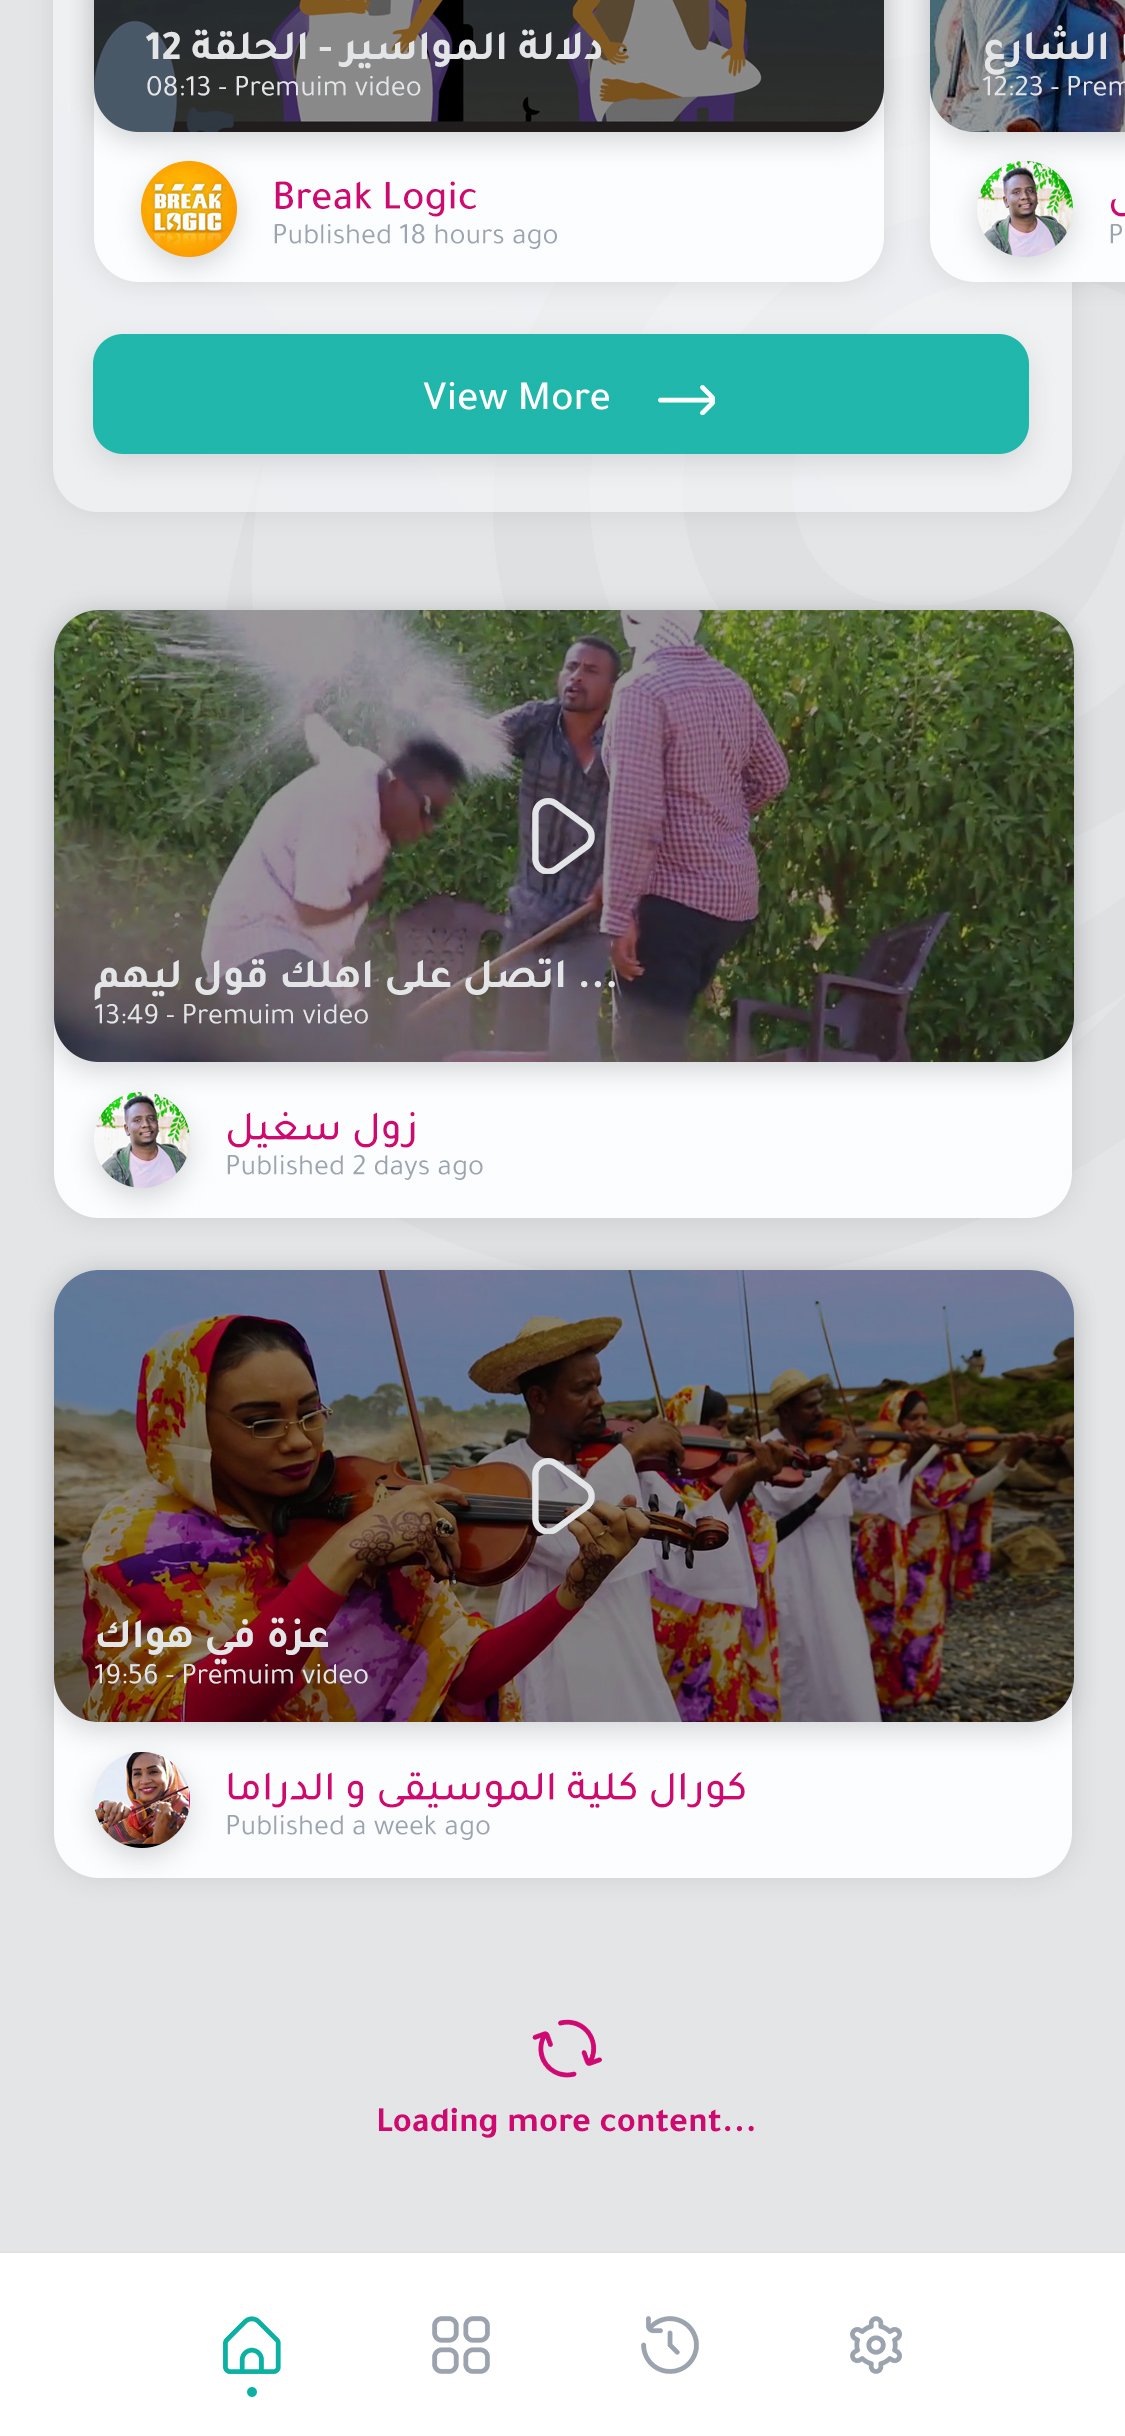 دلالة المواسير - الحلقة 12
08:13 - Premuim video
الشارع
12:23 - Prem
BREAK
LOGIC
Break Logic
Published 18 hours ago
View More
اتصل على اهلك قول ليهم ...
13:49 - Premuim video
زول سغيل
Published 2 days ago
عزة في هواك
19:56 - Premuim video
كورال كلية الموسيقى و الدراما
Published a week ago
Loading more content...